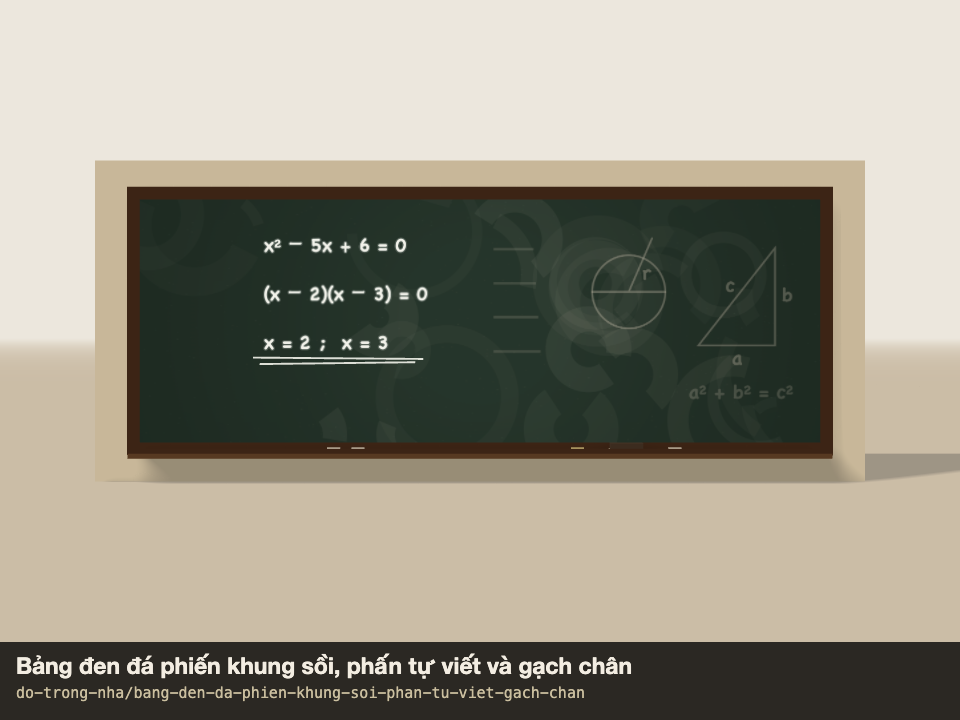 x² − 5x + 6 = 0
(x − 2)(x − 3) = 0
x = 2 ; x = 3
r
c
b
a
a² + b² = c²
Bảng đen đá phiến khung sồi, phấn tự viết và gạch chân
do-trong-nha/bang-den-da-phien-khung-soi-phan-tu-viet-gach-chan